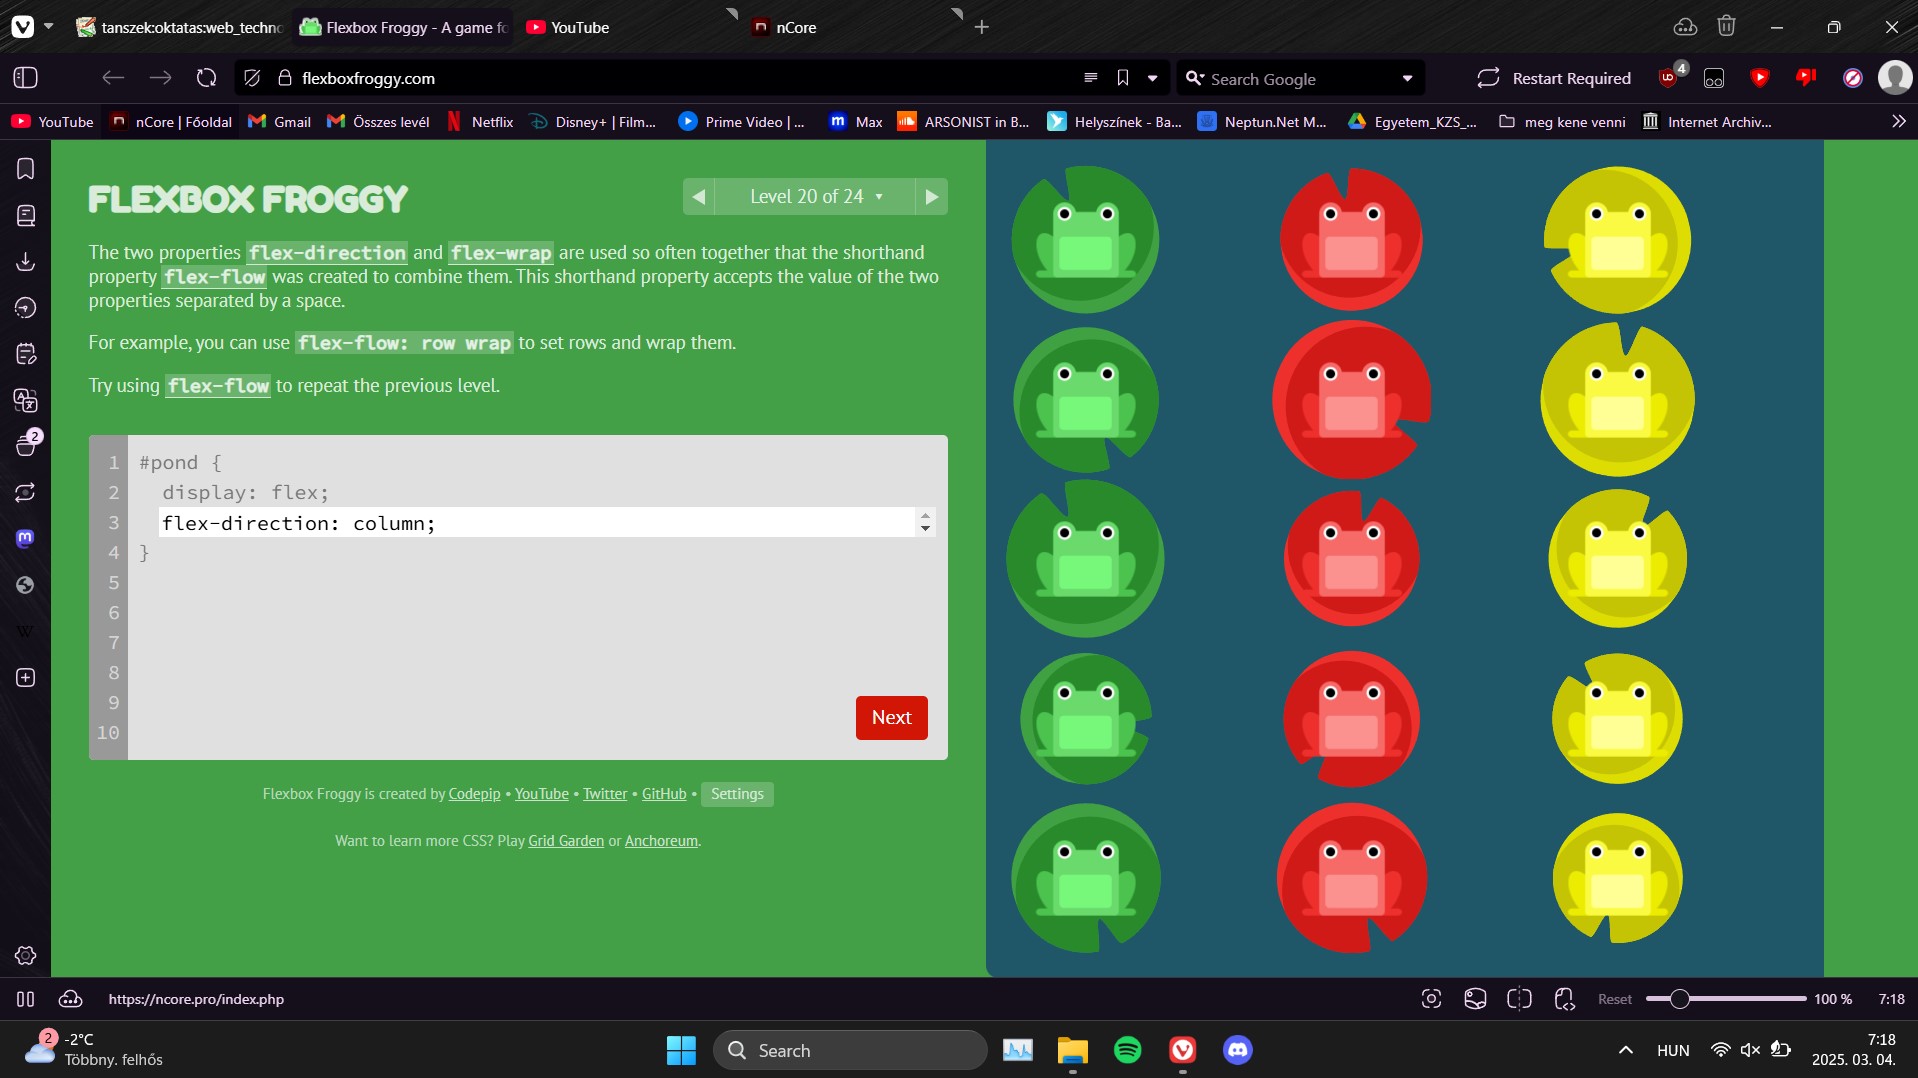 tanszek:oktatas:web_techno
Flexbox Froggy - A game fo
YouTube
nCore
flexboxfroggy.com
Search Google
Restart Required
4
YouTube
nCore | Főoldal
Gmail
Összes levél
Netflix
Disney+ | Film...
Prime Video | ...
Max
ARSONIST in B...
Helyszínek - Ba...
Neptun.Net M...
Egyetem_KZS_...
meg kene venni
Internet Archiv...
FLEXBOX FROGGY
Level 20 of 24
The two properties flex-direction and flex-wrap are used so often together that the shorthand
property flex-flow was created to combine them. This shorthand property accepts the value of the two
properties separated by a space.
For example, you can use flex-flow: row wrap to set rows and wrap them.
Try using flex-flow to repeat the previous level.
1 #pond {
2 display: flex;
3 flex-direction: column;
4 }
5
6
7
8
9
10
Next
Flexbox Froggy is created by Codepip • YouTube • Twitter • GitHub • Settings
Want to learn more CSS? Play Grid Garden or Anchoreum.
2
https://ncore.pro/index.php
Reset
100 %
7:18
2
-2°C
Többny. felhős
Search
HUN
7:18
2025. 03. 04.